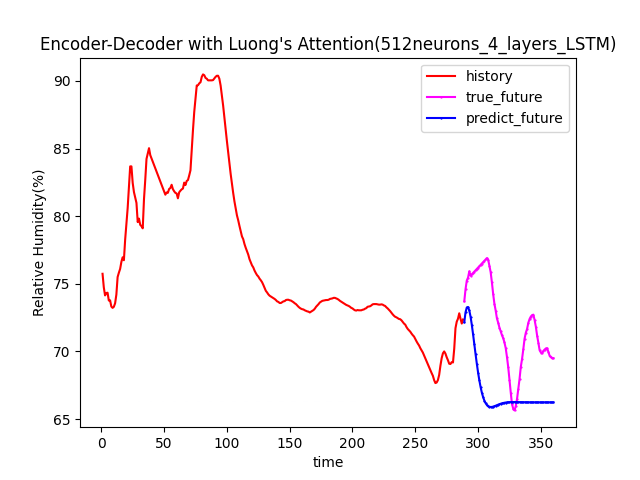 Encoder-Decoder with Luong's Attention(512neurons_4_layers_LSTM)
history
true_future
predict_future
Relative Humidity(%)
90
85
80
75
70
65
0 50 100 150 200 250 300 350
time